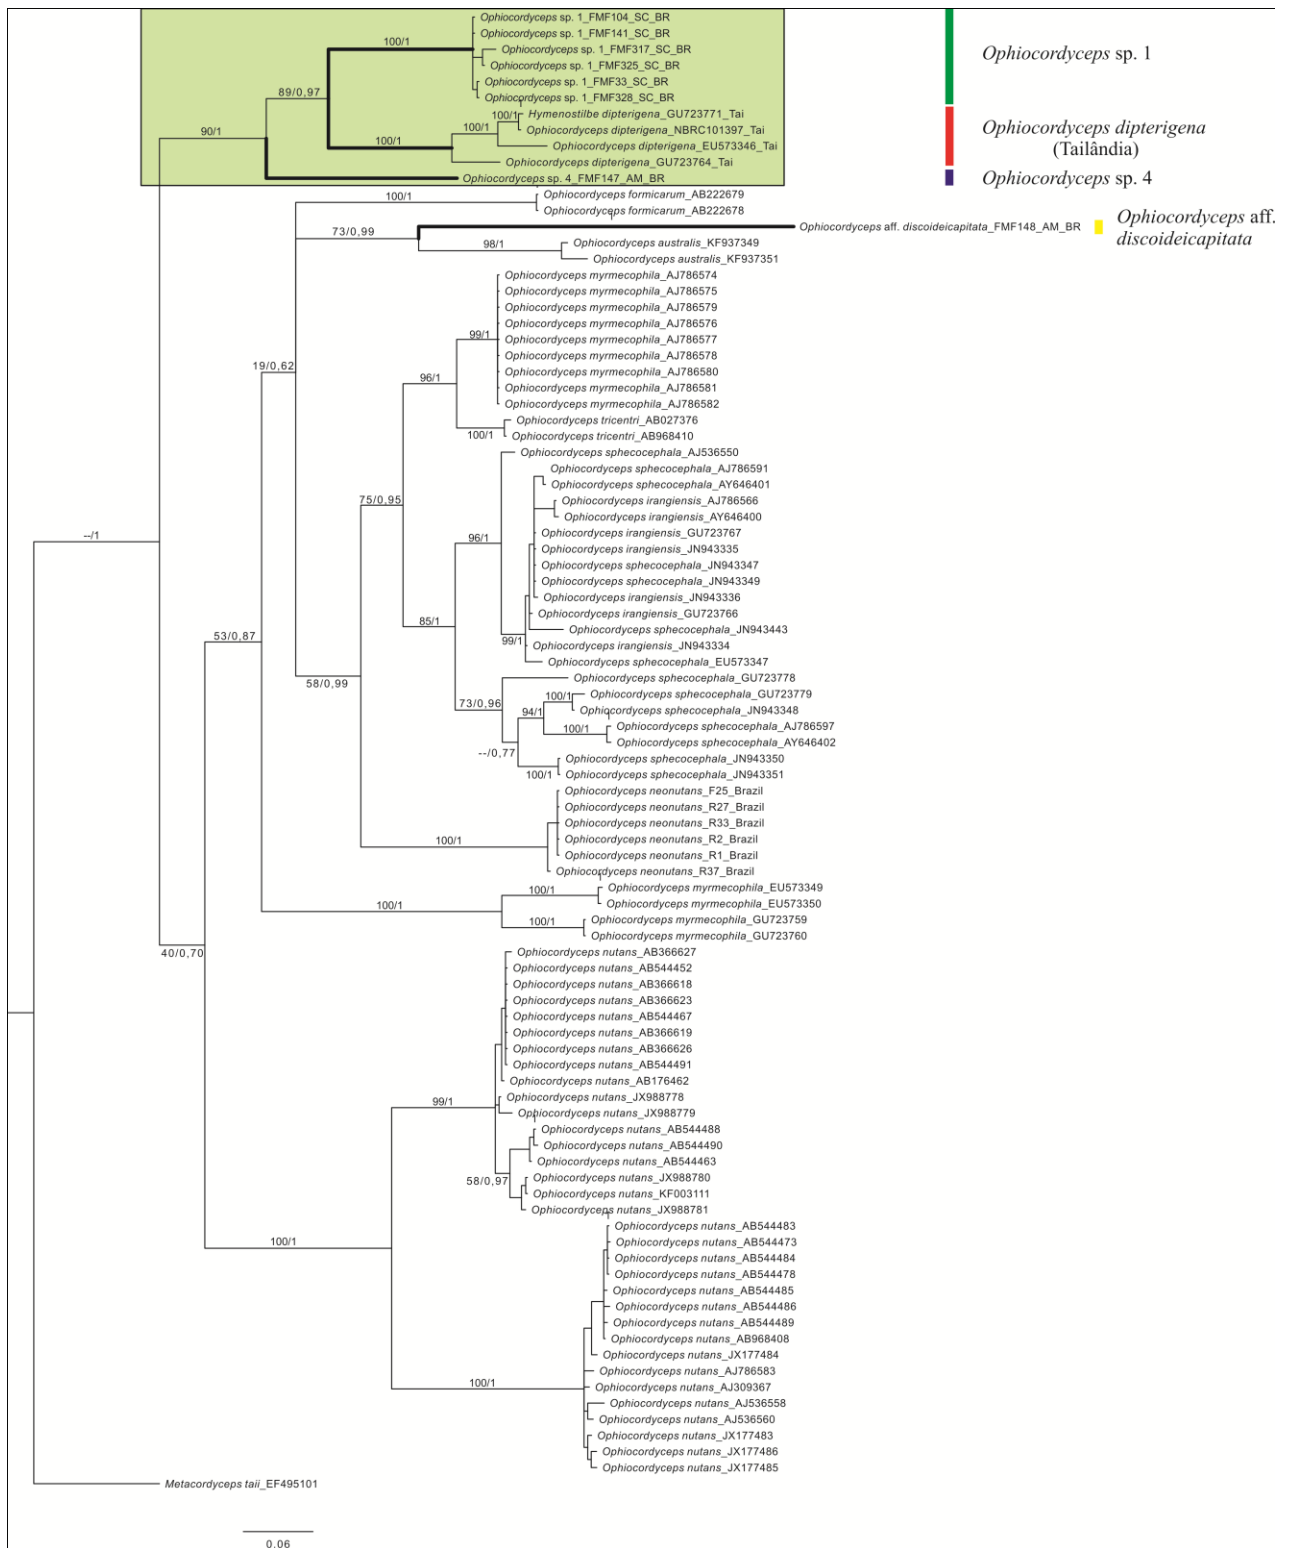 Ophiocordyceps sp. 1_FMF104_SC_BR
Ophiocordyceps sp. 1_FMF141_SC_BR
100/1
Ophiocordyceps sp. 1_FMF317_SC_BR
Ophiocordyceps sp. 1
Ophiocordyceps sp. 1_FMF325_SC_BR
Ophiocordyceps sp. 1_FMF33_SC_BR
89/0,97
Ophiocordyceps sp. 1_FMF328_SC_BR
100/1
Hymenostilbe dipterigena_GU723771_Tai
100/1
Ophiocordyceps dipterigena_NBRC101397_Tai
Ophiocordyceps dipterigena
(Tailândia)
90/1
100/1
Ophiocordyceps dipterigena_EU573346_Tai
Ophiocordyceps dipterigena_GU723764_Tai
Ophiocordyceps sp. 4_FMF147_AM_BR
Ophiocordyceps sp. 4
100/1
Ophiocordyceps formicarum_AB222679
Ophiocordyceps formicarum_AB222678
73/0,99
Ophiocordyceps aff. discoideicapitata_FMF148_AM_BR
Ophiocordyceps aff.
discoideicapitata
98/1
Ophiocordyceps australis_KF937349
Ophiocordyceps australis_KF937351
Ophiocordyceps myrmecophila_AJ786574
Ophiocordyceps myrmecophila_AJ786575
Ophiocordyceps myrmecophila_AJ786579
Ophiocordyceps myrmecophila_AJ786576
99/1
Ophiocordyceps myrmecophila_AJ786577
Ophiocordyceps myrmecophila_AJ786578
19/0,62
Ophiocordyceps myrmecophila_AJ786580
96/1
Ophiocordyceps myrmecophila_AJ786581
Ophiocordyceps myrmecophila_AJ786582
Ophiocordyceps tricentri_AB027376
100/1
Ophiocordyceps tricentri_AB968410
Ophiocordyceps sphecocephala_AJ536550
Ophiocordyceps sphecocephala_AJ786591
Ophiocordyceps sphecocephala_AY646401
75/0,95
Ophiocordyceps irangiensis_AJ786566
Ophiocordyceps irangiensis_AY646400
--/1
96/1
Ophiocordyceps irangiensis_GU723767
Ophiocordyceps irangiensis_JN943335
Ophiocordyceps sphecocephala_JN943347
Ophiocordyceps sphecocephala_JN943349
Ophiocordyceps irangiensis_JN943336
85/1
Ophiocordyceps irangiensis_GU723766
Ophiocordyceps sphecocephala_JN943443
53/0,87
99/1
Ophiocordyceps irangiensis_JN943334
Ophiocordyceps sphecocephala_EU573347
58/0,99
Ophiocordyceps sphecocephala_GU723778
73/0,96
100/1
Ophiocordyceps sphecocephala_GU723779
94/1
Ophiocordyceps sphecocephala_JN943348
100/1
Ophiocordyceps sphecocephala_AJ786597
Ophiocordyceps sphecocephala_AY646402
--/0,77
Ophiocordyceps sphecocephala_JN943350
100/1
Ophiocordyceps sphecocephala_JN943351
Ophiocordyceps neonutans_F25_Brazil
Ophiocordyceps neonutans_R27_Brazil
Ophiocordyceps neonutans_R33_Brazil
100/1
Ophiocordyceps neonutans_R2_Brazil
Ophiocordyceps neonutans_R1_Brazil
Ophiocordyceps neonutans_R37_Brazil
100/1
Ophiocordyceps myrmecophila_EU573349
100/1
Ophiocordyceps myrmecophila_EU573350
100/1
Ophiocordyceps myrmecophila_GU723759
Ophiocordyceps myrmecophila_GU723760
40/0,70
Ophiocordyceps nutans_AB366627
Ophiocordyceps nutans_AB544452
Ophiocordyceps nutans_AB366618
Ophiocordyceps nutans_AB366623
Ophiocordyceps nutans_AB544467
Ophiocordyceps nutans_AB366619
Ophiocordyceps nutans_AB366626
Ophiocordyceps nutans_AB544491
Ophiocordyceps nutans_AB176462
99/1
Ophiocordyceps nutans_JX988778
Ophiocordyceps nutans_JX988779
Ophiocordyceps nutans_AB544488
Ophiocordyceps nutans_AB544490
Ophiocordyceps nutans_AB544463
58/0,97
Ophiocordyceps nutans_JX988780
Ophiocordyceps nutans_KF003111
Ophiocordyceps nutans_JX988781
Ophiocordyceps nutans_AB544483
100/1
Ophiocordyceps nutans_AB544473
Ophiocordyceps nutans_AB544484
Ophiocordyceps nutans_AB544478
Ophiocordyceps nutans_AB544485
Ophiocordyceps nutans_AB544486
Ophiocordyceps nutans_AB544489
Ophiocordyceps nutans_AB968408
Ophiocordyceps nutans_JX177484
Ophiocordyceps nutans_AJ786583
100/1
Ophiocordyceps nutans_AJ309367
Ophiocordyceps nutans_AJ536558
Ophiocordyceps nutans_AJ536560
Ophiocordyceps nutans_JX177483
Ophiocordyceps nutans_JX177486
Ophiocordyceps nutans_JX177485
Metacordyceps taii_EF495101
0.06